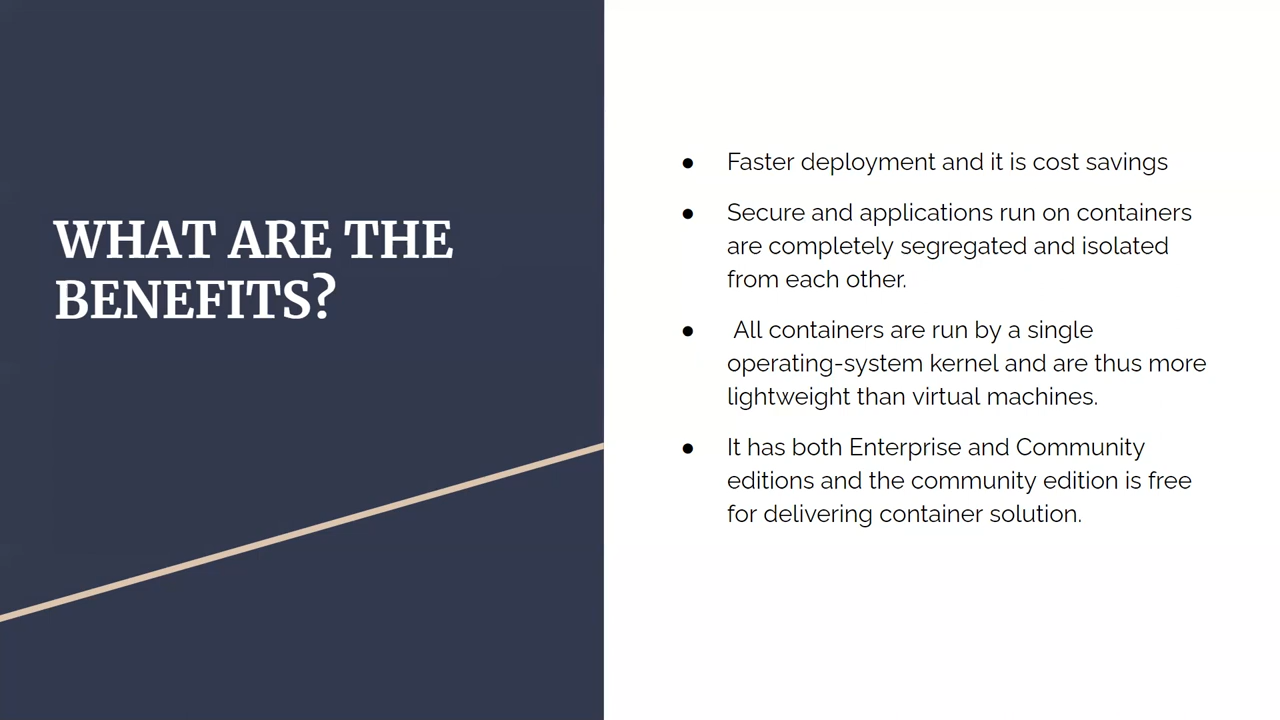 WHAT ARE THE
BENEFITS?
● Faster deployment and it is cost savings
● Secure and applications run on containers
are completely segregated and isolated
from each other.
● All containers are run by a single
operating-system kernel and are thus more
lightweight than virtual machines.
● It has both Enterprise and Community
editions and the community edition is free
for delivering container solution.